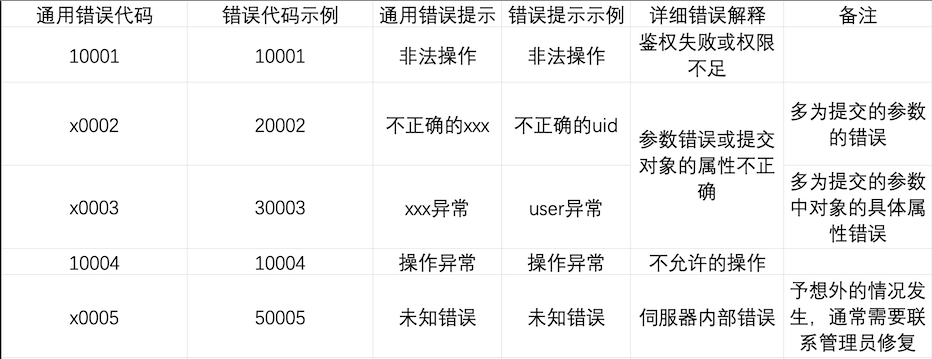 通用错误代码 错误代码示例 通用错误提示 错误提示示例 详细错误解释 备注
10001 10001 非法操作 非法操作 鉴权失败或权限
不足
x0002 20002 不正确的xxx 不正确的uid 参数错误或提交
对象的属性不正
确
多为提交的参数
的错误
x0003 30003 xxx异常 user异常 多为提交的参数
中对象的具体属
性错误
10004 10004 操作异常 操作异常 不允许的操作
x0005 50005 未知错误 未知错误 伺服器内部错误 予想外的情况发
生，通常需要联
系管理员修复